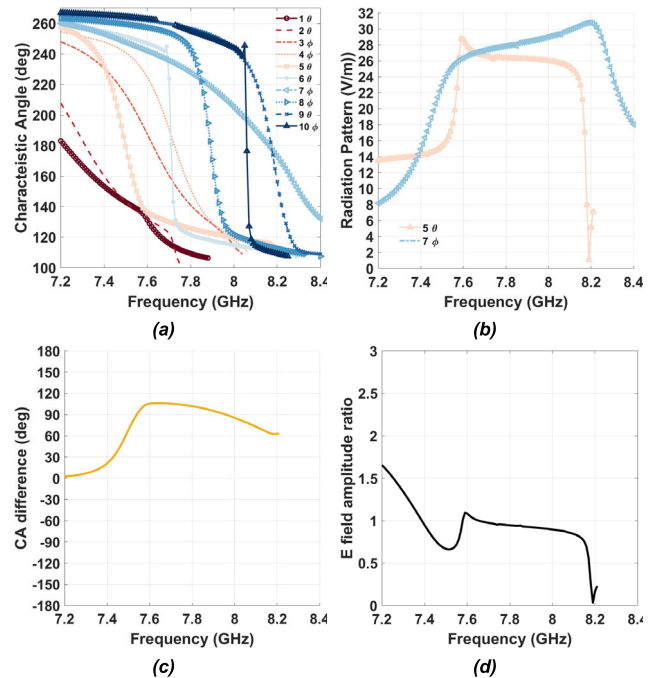 260
240
220
200
180
160
140
120
100
Characteistic Angle (deg)
7.2 7.4 7.6 7.8 8 8.2 8.4
Frequency (GHz)
1 θ
2 θ
3 ϕ
4 ϕ
5 θ
6 θ
7 ϕ
8 ϕ
9 θ
10 ϕ
(a)
32
30
28
26
24
22
20
18
16
14
12
10
8
6
4
2
0
Radiation Pattern (V/m)
5 θ
7 ϕ
7.2 7.4 7.6 7.8 8 8.2 8.4
Frequency (GHz)
(b)
180
150
120
90
60
30
0
-30
-60
-90
-120
-150
-180
CA difference (deg)
7.2 7.4 7.6 7.8 8 8.2 8.4
Frequency (GHz)
(c)
3
2.5
2
1.5
1
0.5
0
E field amplitude ratio
7.2 7.4 7.6 7.8 8 8.2 8.4
Frequency (GHz)
(d)